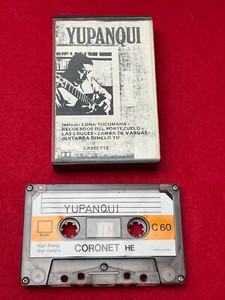 YUPANQUI
Incluye: LUNA TUCUMANA -
RECUERDOS DEL PORTEZUELO -
LAS CRUCES - ZAMBA DE VARGAS -
GUITARRA DIMELO TU
CASSETTE
YUPANQUI
C 60
High Energy
High Output
CORONET HE